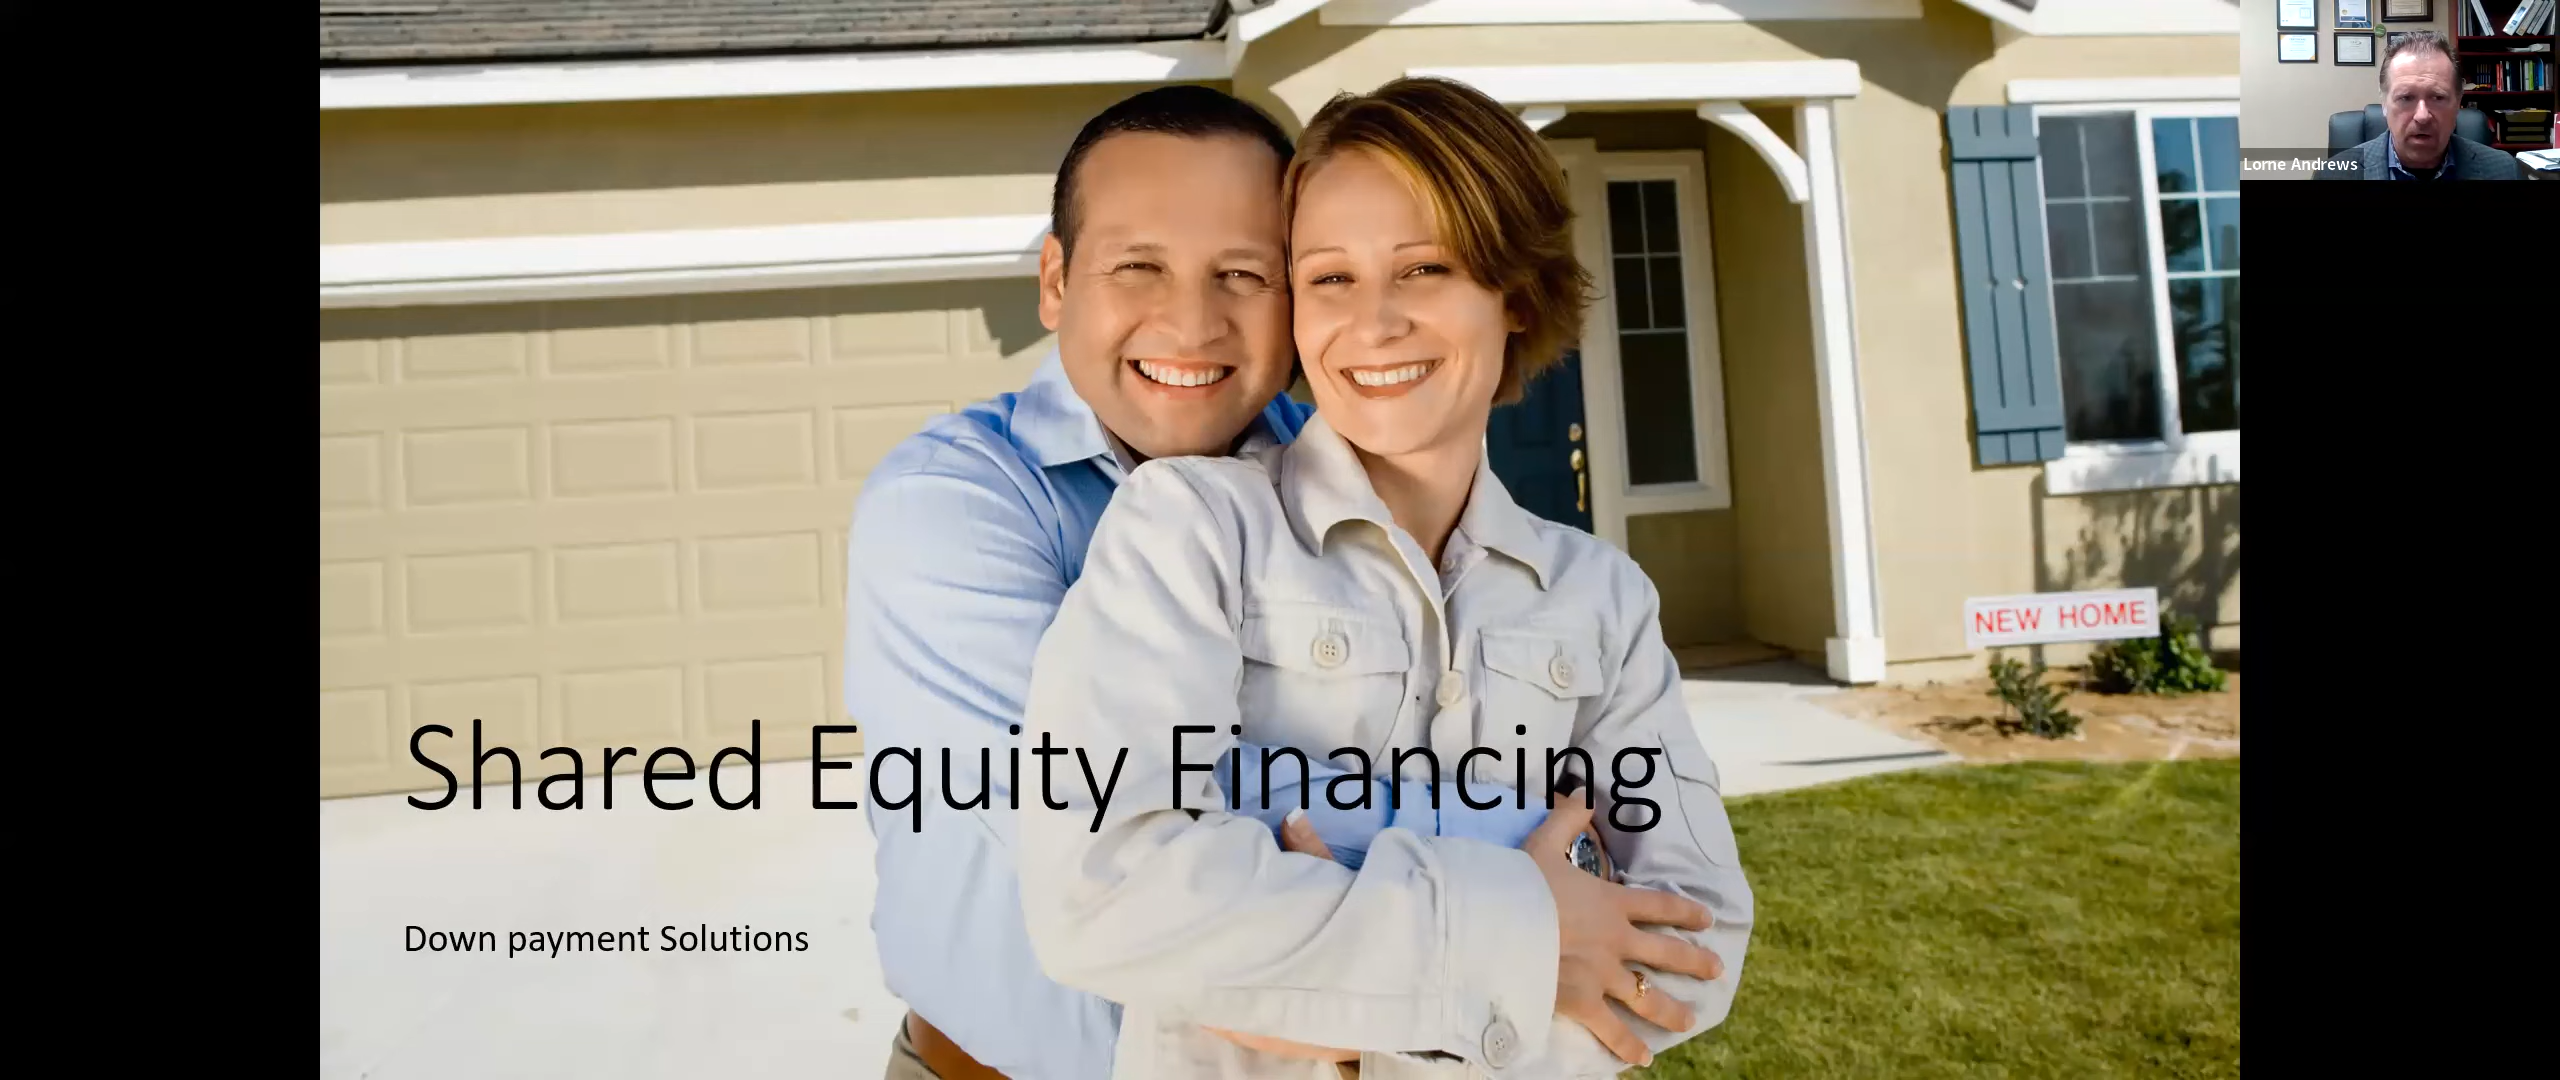 Lorne Andrews
NEW HOME
Shared Equity Financing
Down payment Solutions